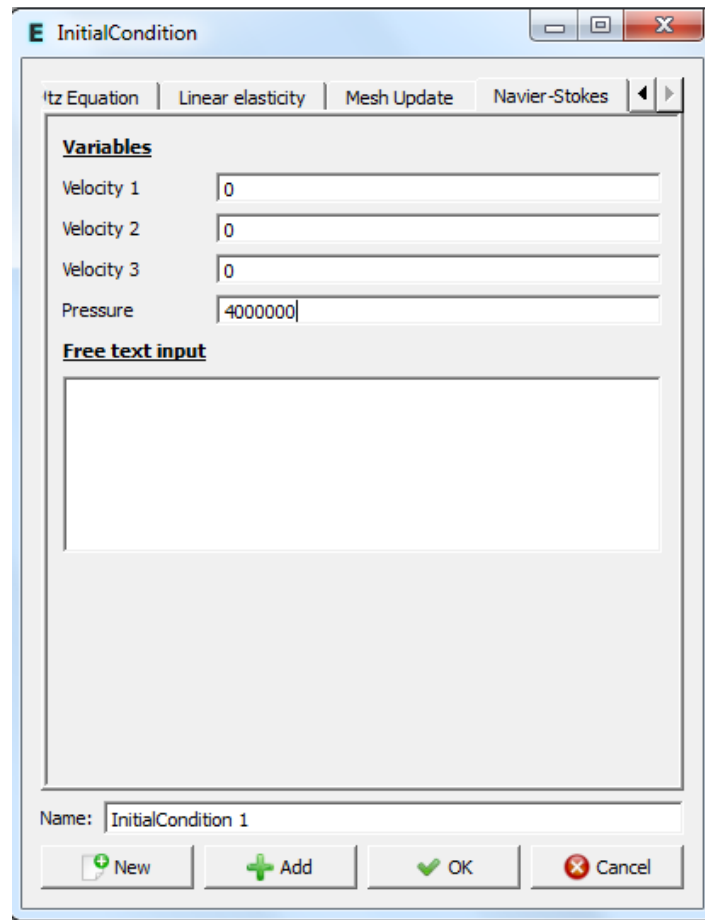 E InitialCondition
ltz Equation Linear elasticity Mesh Update Navier-Stokes
Variables
Velocity 1 0
Velocity 2 0
Velocity 3 0
Pressure 4000000
Free text input
Name: InitialCondition 1
New Add OK Cancel